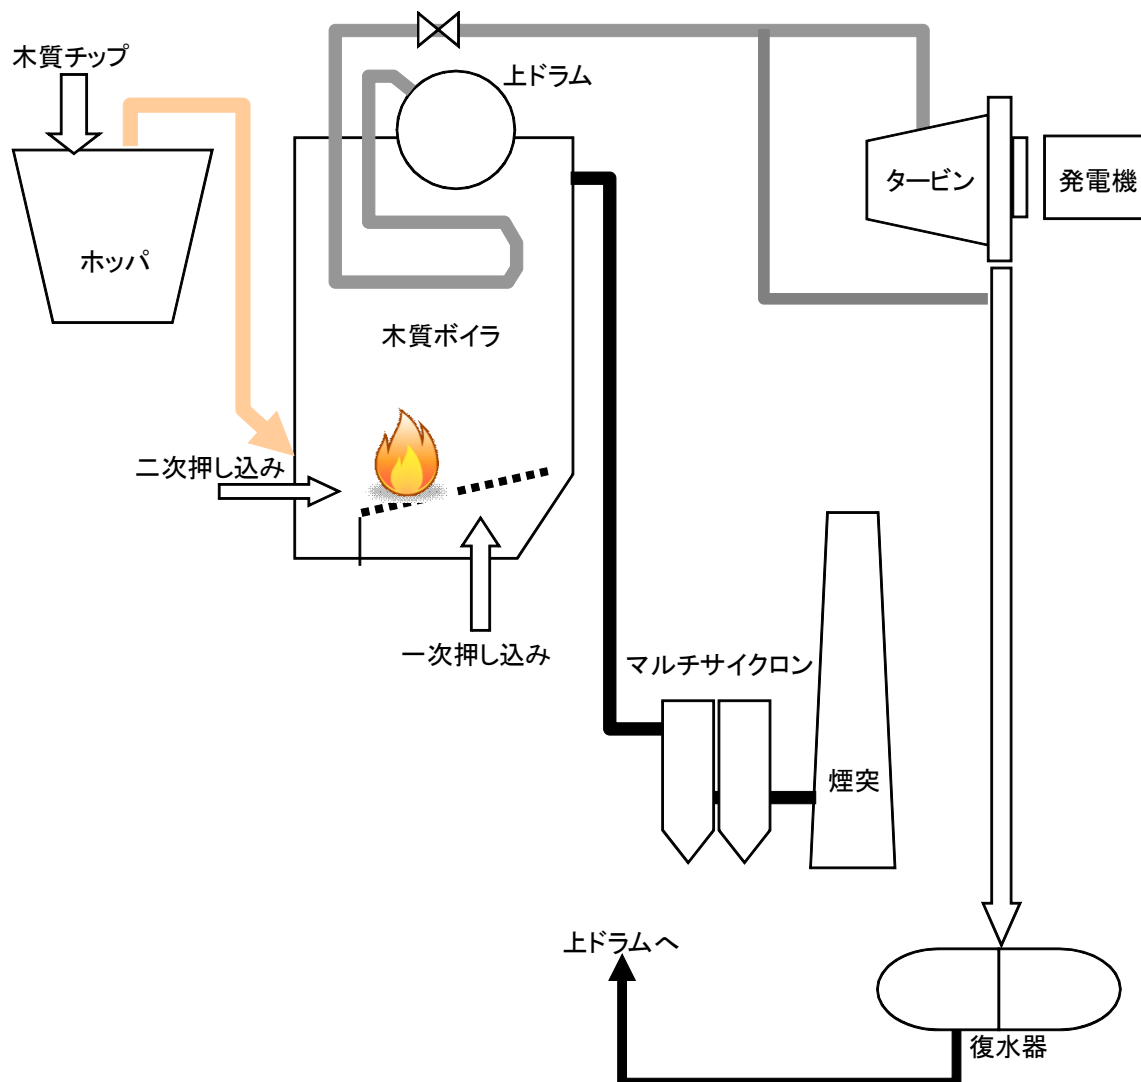 木質チップ
上ドラム
タービン
発電機
ホッパ
木質ボイラ
二次押し込み
一次押し込み
マルチサイクロン
煙突
上ドラムへ
復水器